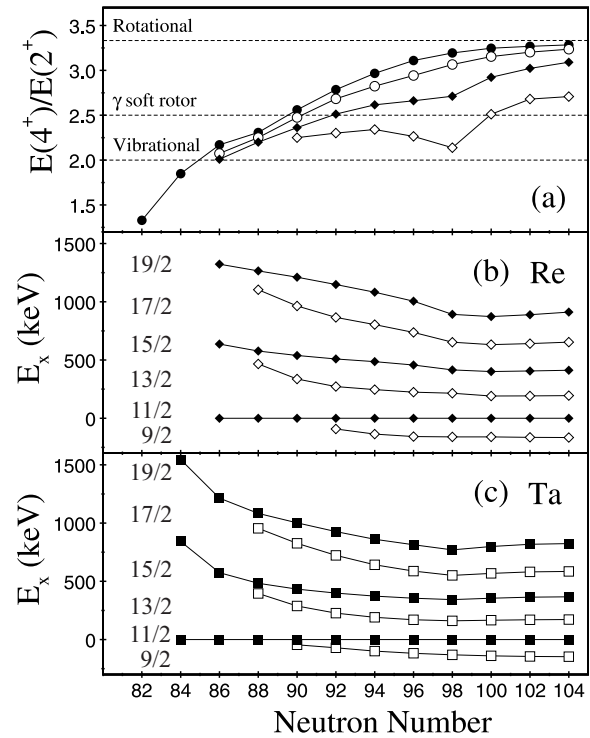 E(4⁺)/E(2⁺)
3.5
3.0
2.5
2.0
1.5
Rotational
γ soft rotor
Vibrational
(a)
E_x (keV)
1500
1000
500
0
19/2
17/2
15/2
13/2
11/2
9/2
(b) Re
E_x (keV)
1500
1000
500
0
19/2
17/2
15/2
13/2
11/2
9/2
(c) Ta
82 84 86 88 90 92 94 96 98 100 102 104
Neutron Number